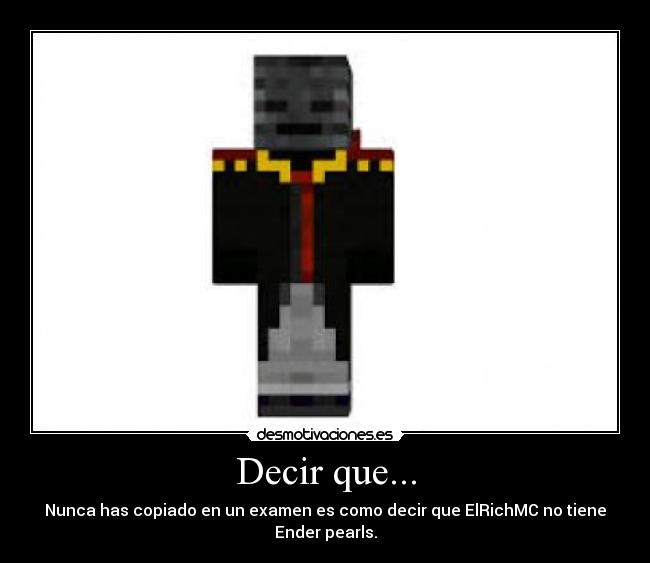 desmotivaciones.es
Decir que...
Nunca has copiado en un examen es como decir que ElRichMC no tiene
Ender pearls.